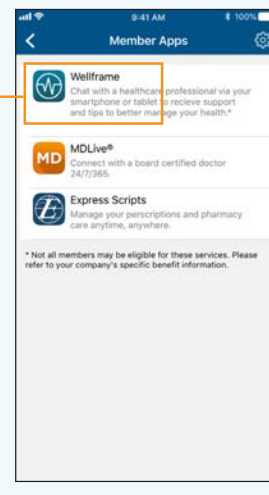 9:41 AM 100%
Member Apps
Wellframe
Chat with a healthcare professional via your
smartphone or tablet to recieve support
and tips to better manage your health.*
MD
MDLive®
Connect with a board certified doctor
24/7/365.
Express Scripts
Manage your perscriptions and pharmacy
care anytime, anywhere.
* Not all members may be eligible for these services. Please
refer to your company's specific benefit information.